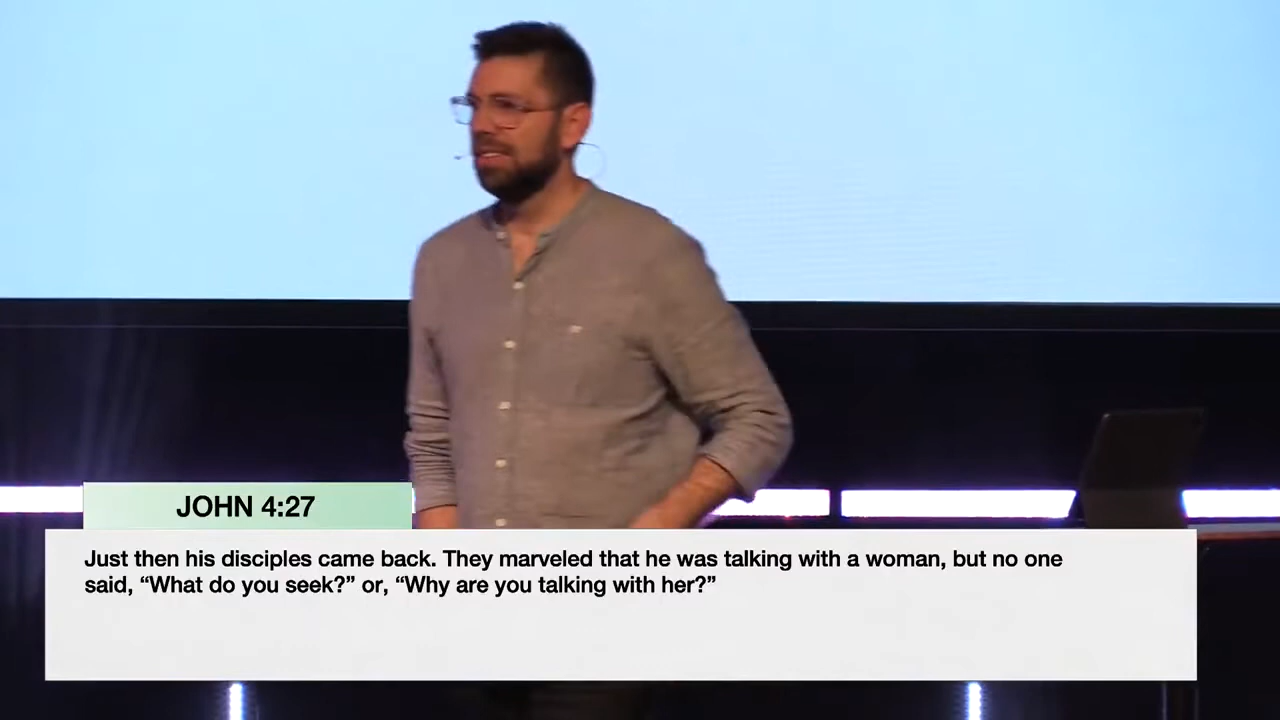 JOHN 4:27
Just then his disciples came back. They marveled that he was talking with a woman, but no one
said, “What do you seek?” or, “Why are you talking with her?”